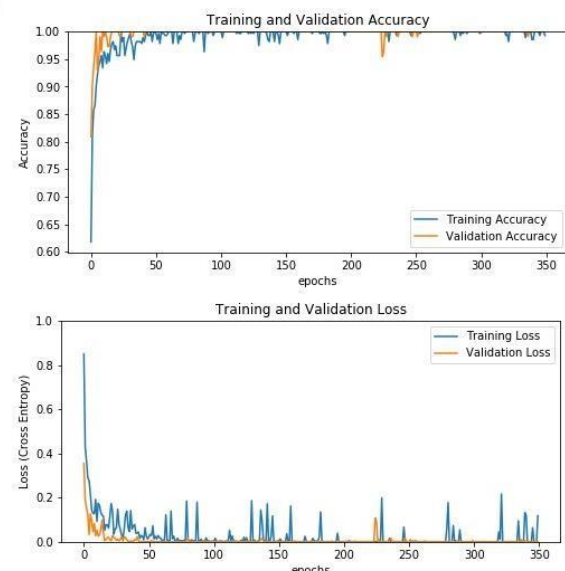 Training and Validation Accuracy
1.00
0.95
0.90
0.85
0.80
0.75
0.70
0.65
0.60
Accuracy
Training Accuracy
Validation Accuracy
0 50 100 150 200 250 300 350
epochs
Training and Validation Loss
1.0
0.8
0.6
0.4
0.2
0.0
Loss (Cross Entropy)
Training Loss
Validation Loss
0 50 100 150 200 250 300 350
epochs